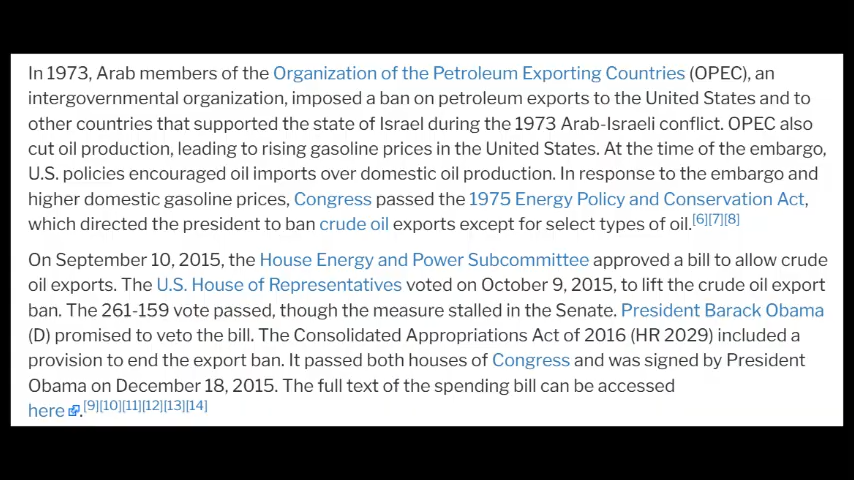 In 1973, Arab members of the Organization of the Petroleum Exporting Countries (OPEC), an
intergovernmental organization, imposed a ban on petroleum exports to the United States and to
other countries that supported the state of Israel during the 1973 Arab-Israeli conflict. OPEC also
cut oil production, leading to rising gasoline prices in the United States. At the time of the embargo,
U.S. policies encouraged oil imports over domestic oil production. In response to the embargo and
higher domestic gasoline prices, Congress passed the 1975 Energy Policy and Conservation Act,
which directed the president to ban crude oil exports except for select types of oil.[6][7][8]
On September 10, 2015, the House Energy and Power Subcommittee approved a bill to allow crude
oil exports. The U.S. House of Representatives voted on October 9, 2015, to lift the crude oil export
ban. The 261-159 vote passed, though the measure stalled in the Senate. President Barack Obama
(D) promised to veto the bill. The Consolidated Appropriations Act of 2016 (HR 2029) included a
provision to end the export ban. It passed both houses of Congress and was signed by President
Obama on December 18, 2015. The full text of the spending bill can be accessed
here.[9][10][11][12][13][14]